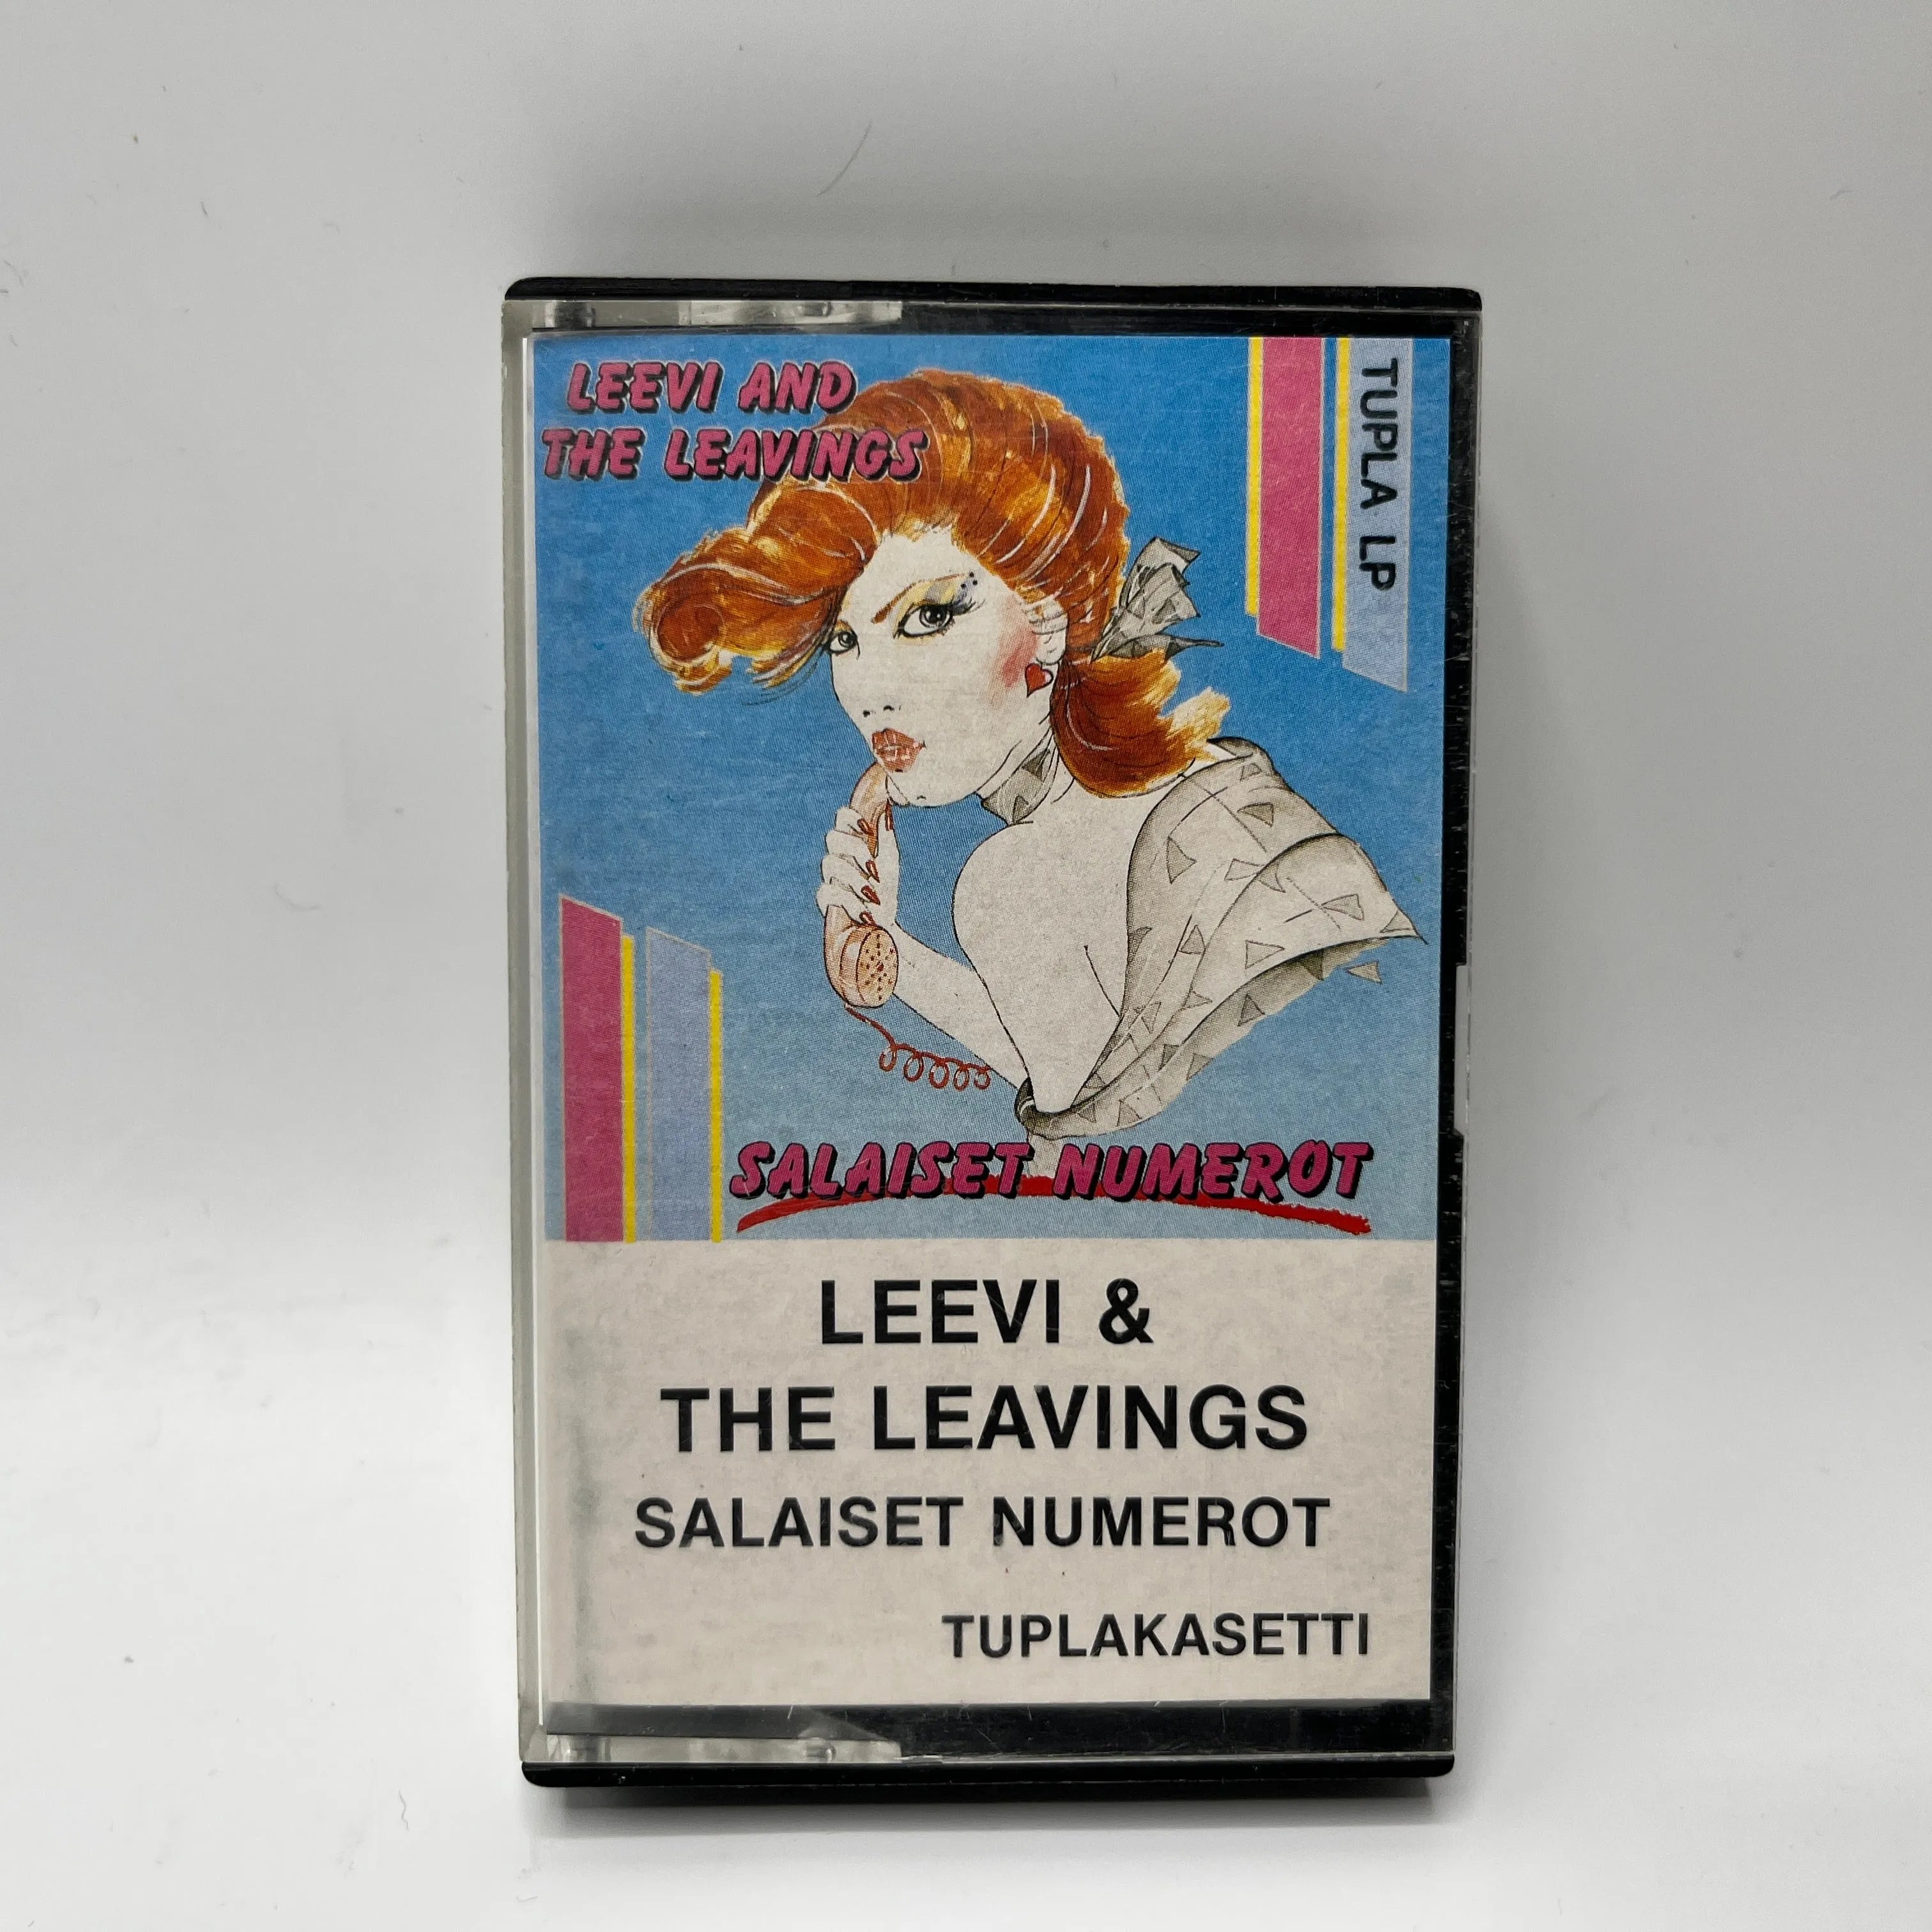 LEEVI AND
THE LEAVINGS
TUPLA LP
SALAISET NUMEROT
LEEVI &
THE LEAVINGS
SALAISET NUMEROT
TUPLAKASETTI